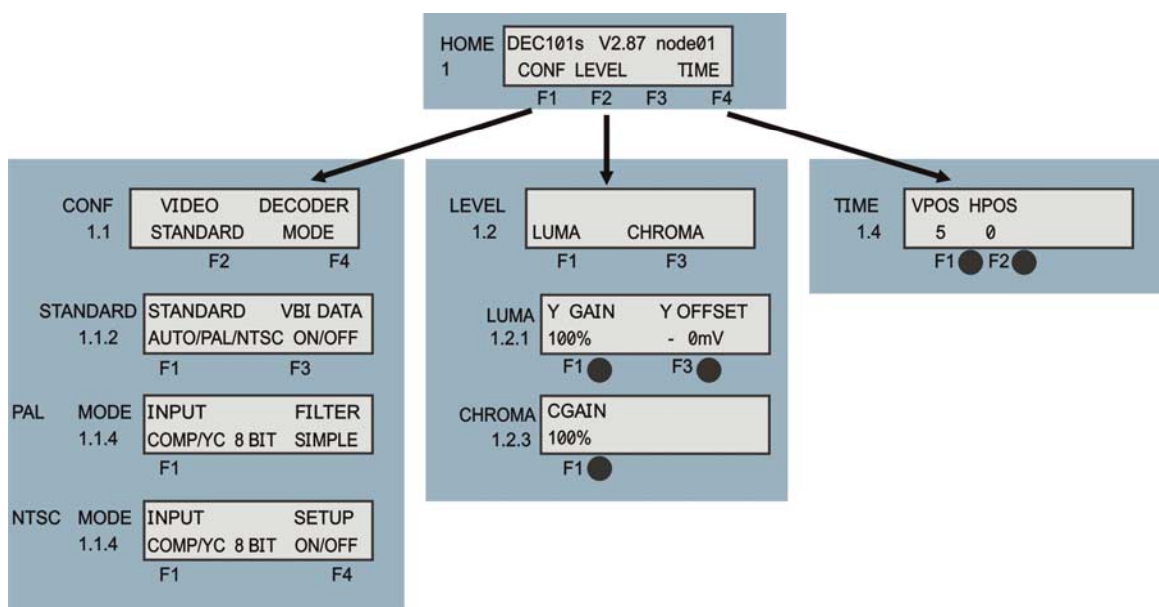 HOME DEC101s V2.87 node01
1 CONF LEVEL TIME
F1 F2 F3 F4
CONF VIDEO DECODER
1.1 STANDARD MODE
F2 F4
STANDARD STANDARD VBI DATA
1.1.2 AUTO/PAL/NTSC ON/OFF
F1 F3
PAL MODE INPUT FILTER
1.1.4 COMP/YC 8 BIT SIMPLE
F1
NTSC MODE INPUT SETUP
1.1.4 COMP/YC 8 BIT ON/OFF
F1 F4
LEVEL
1.2 LUMA CHROMA
F1 F3
LUMA Y GAIN Y OFFSET
1.2.1 100% - 0mV
F1 F3
CHROMA CGAIN
1.2.3 100%
F1
TIME VPOS HPOS
1.4 5 0
F1 F2